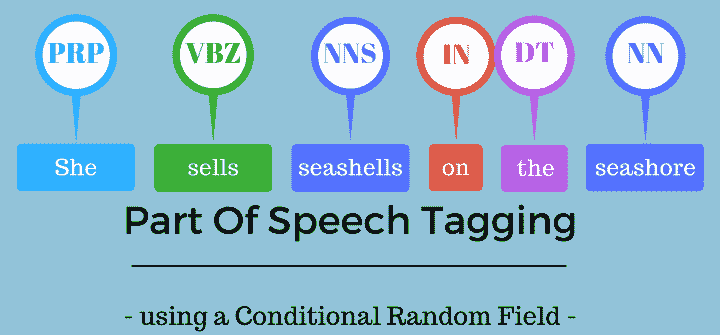 PRP VBZ NNS IN DT NN
She sells seashells on the seashore
Part Of Speech Tagging
- using a Conditional Random Field -